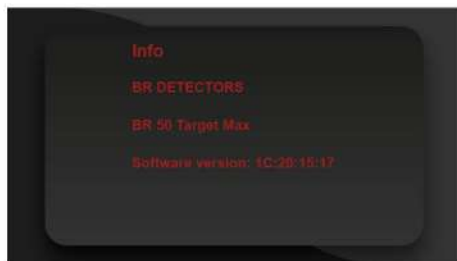 Info
BR DETECTORS
BR 50 Target Max
Software version: 1C:20:15:17